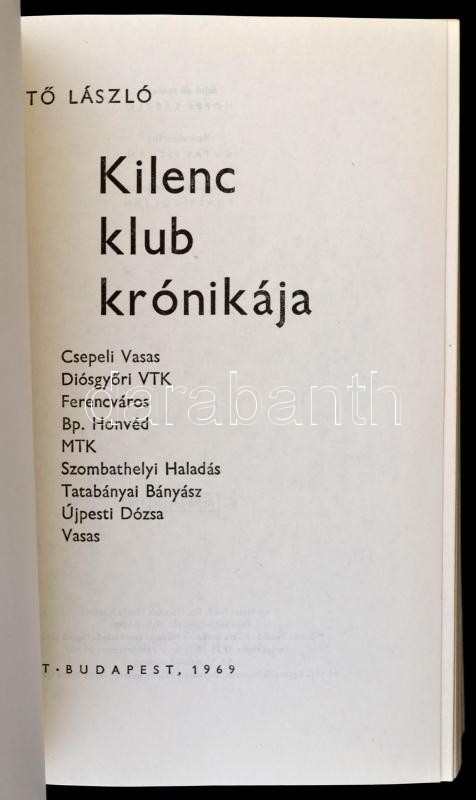 TŐ LÁSZLÓ
Kilenc
klub
krónikája
Csepeli Vasas
Diósgyőri VTK
Ferencváros
Bp. Honvéd
MTK
Szombathelyi Haladás
Tatabányai Bányász
Újpesti Dózsa
Vasas
T · BUDAPEST, 1969
darabanth